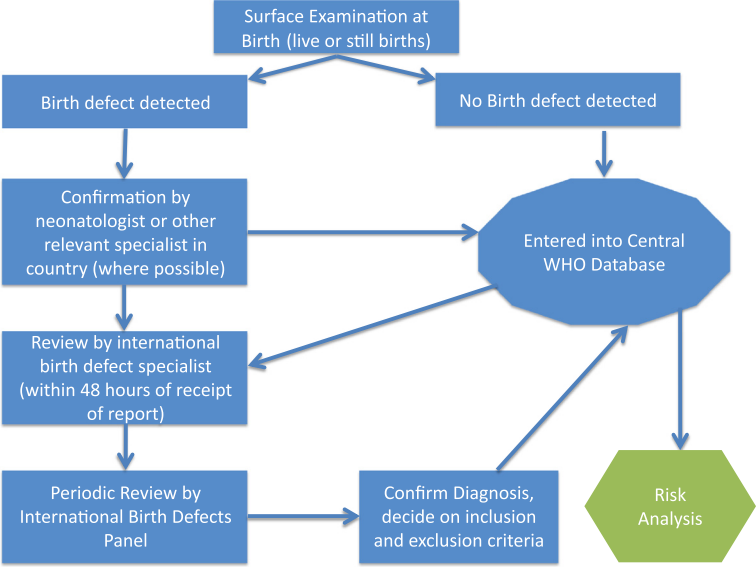 Surface Examination at
Birth (live or still births)
Birth defect detected
No Birth defect detected
Confirmation by
neonatologist or other
relevant specialist in
country (where possible)
Entered into Central
WHO Database
Review by international
birth defect specialist
(within 48 hours of receipt
of report)
Periodic Review by
International Birth Defects
Panel
Confirm Diagnosis,
decide on inclusion
and exclusion criteria
Risk
Analysis